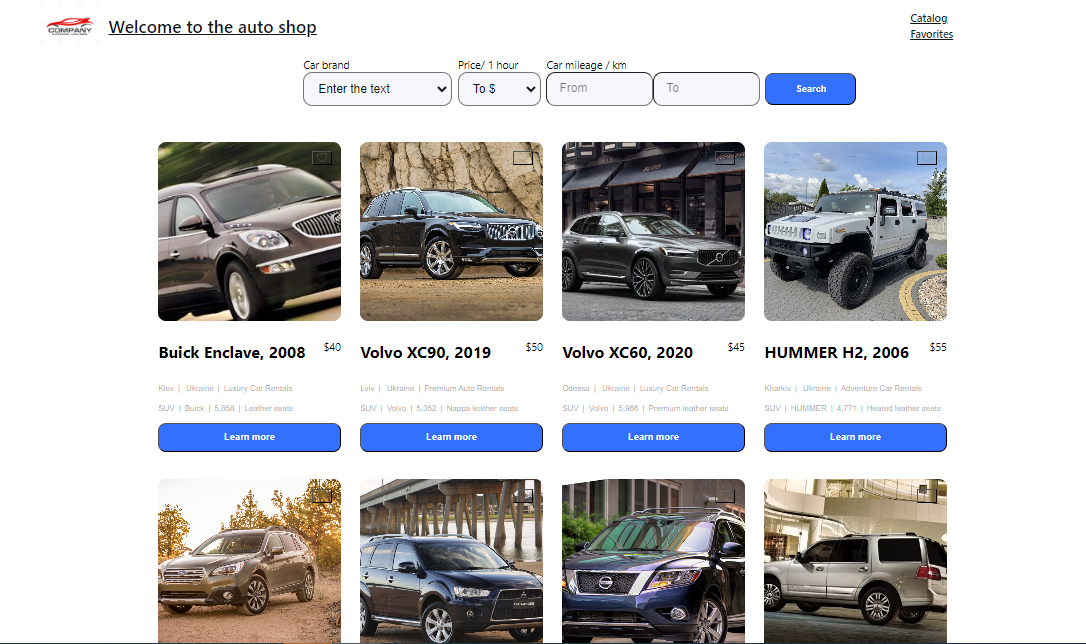 COMPANY
Welcome to the auto shop
Catalog
Favorites
Car brand
Price/ 1 hour
Car mileage / km
Enter the text
To $
From
To
Search
Buick Enclave, 2008
$40
Kiev | Ukraine | Luxury Car Rentals
SUV | Buick | 5,858 | Leather seats
Learn more
Volvo XC90, 2019
$50
Lviv | Ukraine | Premium Auto Rentals
SUV | Volvo | 5,352 | Nappa leather seats
Learn more
Volvo XC60, 2020
$45
Odessa | Ukraine | Luxury Car Rentals
SUV | Volvo | 5,966 | Premium leather seats
Learn more
HUMMER H2, 2006
$55
Kharkiv | Ukraine | Adventure Car Rentals
SUV | HUMMER | 4,771 | Heated leather seats
Learn more